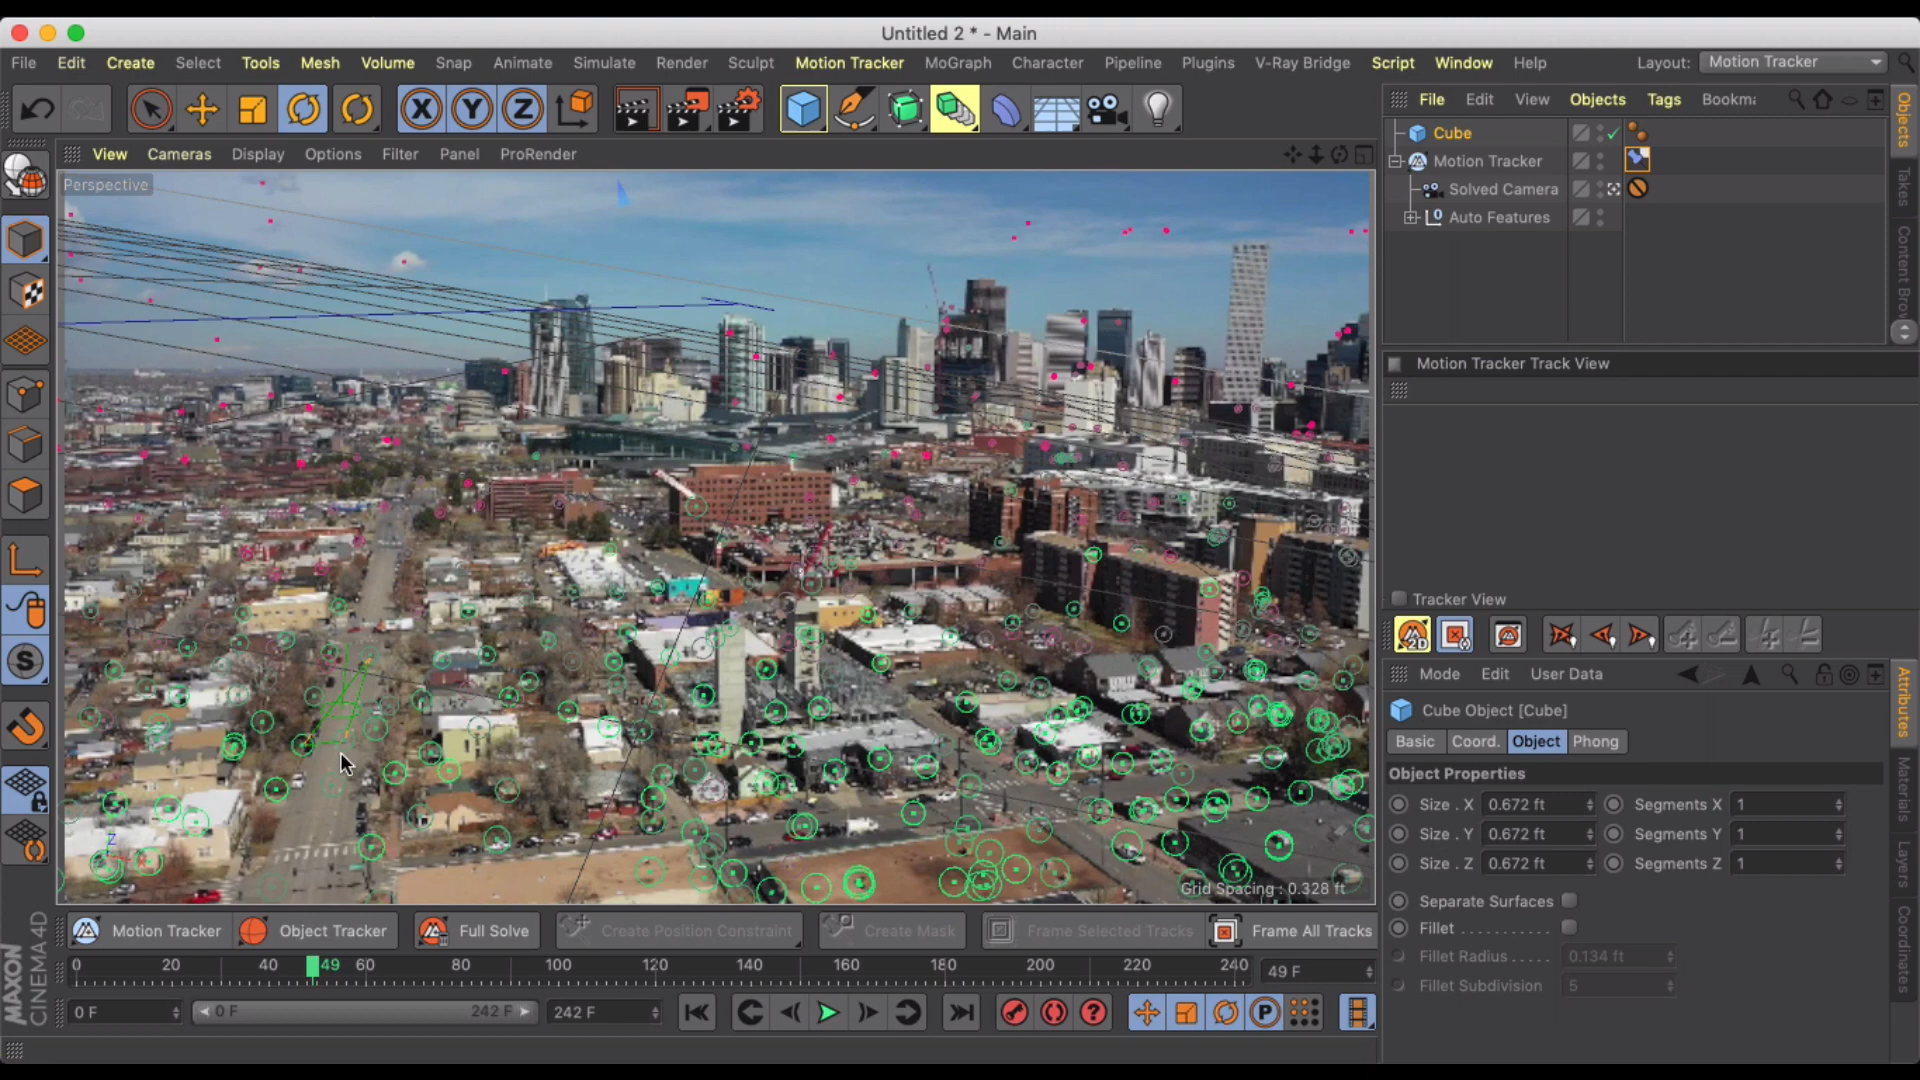 Untitled 2 * - Main
File Edit Create Select Tools Mesh Volume Snap Animate Simulate Render Sculpt Motion Tracker MoGraph Character Pipeline Plugins V-Ray Bridge Script Window Help Layout: Motion Tracker
X Y Z
File Edit View Objects Tags Bookma
View Cameras Display Options Filter Panel ProRender
Perspective
Cube
Motion Tracker
Solved Camera
Auto Features
Objects
Takes
Content Brow
Motion Tracker Track View
Tracker View
2D
Mode Edit User Data
Cube Object [Cube]
Basic Coord. Object Phong
Object Properties
Size . X 0.672 ft Segments X 1
Size . Y 0.672 ft Segments Y 1
Size . Z 0.672 ft Segments Z 1
Separate Surfaces
Fillet . . . . . . . . . . .
Fillet Radius . . . . . 0.134 ft
Fillet Subdivision 5
Attributes
Materials
Layers
Coordinates
S
Z
X
Grid Spacing : 0.328 ft
Motion Tracker Object Tracker Full Solve Create Position Constraint Create Mask Frame Selected Tracks Frame All Tracks
0 20 40 49 60 80 100 120 140 160 180 200 220 240 49 F
0 F 0 F 242 F 242 F ? P
MAXON
CINEMA4D